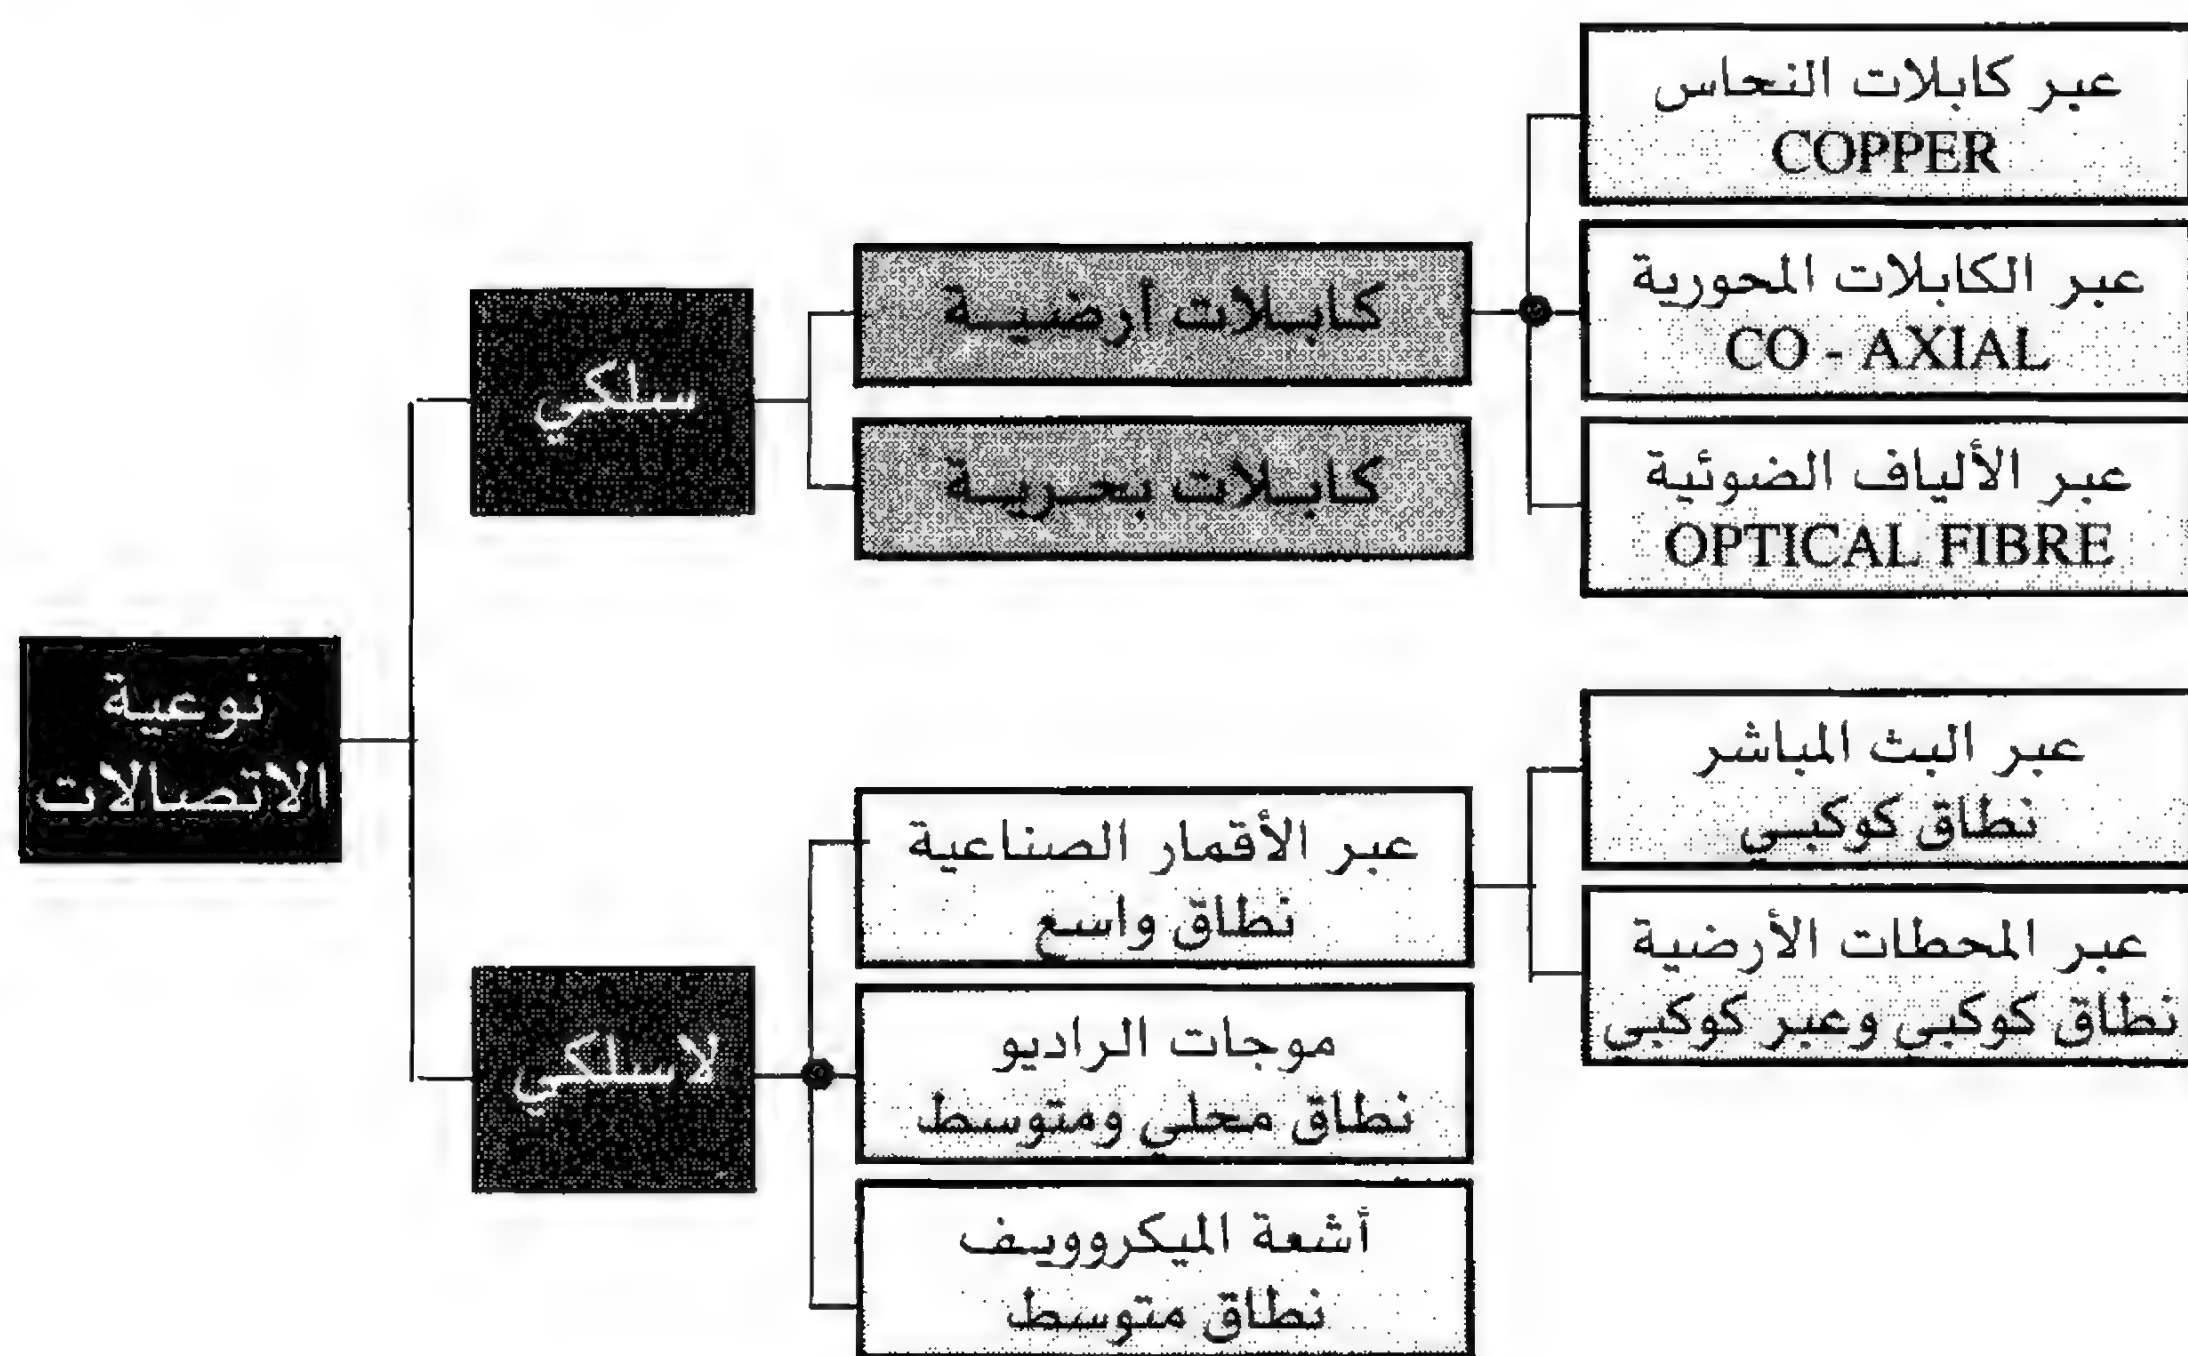 نوعية
الاتصالات
سلكي
كابلات أرضية
كابلات بحرية
عبر كابلات النحاس
COPPER
عبر الكابلات المحورية
CO - AXIAL
عبر الألياف الضوئية
OPTICAL FIBRE
لاسلكي
عبر الأقمار الصناعية
نطاق واسع
موجات الراديو
نطاق محلي ومتوسط
أشعة الميكروويف
نطاق متوسط
عبر البث المباشر
نطاق كوكبي
عبر المحطات الأرضية
نطاق كوكبى وعبر كوكبى